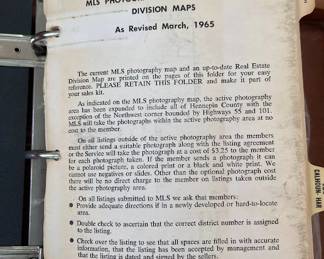 MLS PHOTOG
DIVISION MAPS
As Revised March, 1965
The current MLS photography map and an up-to-date Real Estate
Division Map are printed on the pages of this folder for your easy
reference. PLEASE RETAIN THIS FOLDER and make it part of
your sales kit.
As indicated on the MLS photography map, the active photography
area has been expanded to include all of Hennepin County with the
exception of the Northwest corner bounded by Highways 55 and 101.
MLS will take the photographs within the active photography area at no
cost to the member.
On all listings outside of the active photography area the members
must either send a suitable photograph along with the listing agreement
or the Service will take the photograph at a cost of $3.25 to the member
for each photograph taken. If the member sends a photograph it can
be a polaroid picture, a colored print or a black and white print. We
cannot use negatives or slides. Other than the optional photograph cost
there will be no direct charge to the member on listings taken outside
the active photography area.
On all listings submitted to MLS we ask that members:
Provide adequate directions if in a newly developed or hard-to-locate
area.
Double check to ascertain that the correct district number is assigned
to the listing.
Check over the listing to see that all spaces are filled in with accurate
information, that the listing has been accepted by management and
that the listing is dated and signed by the sellers.
CALHOUN - HAR